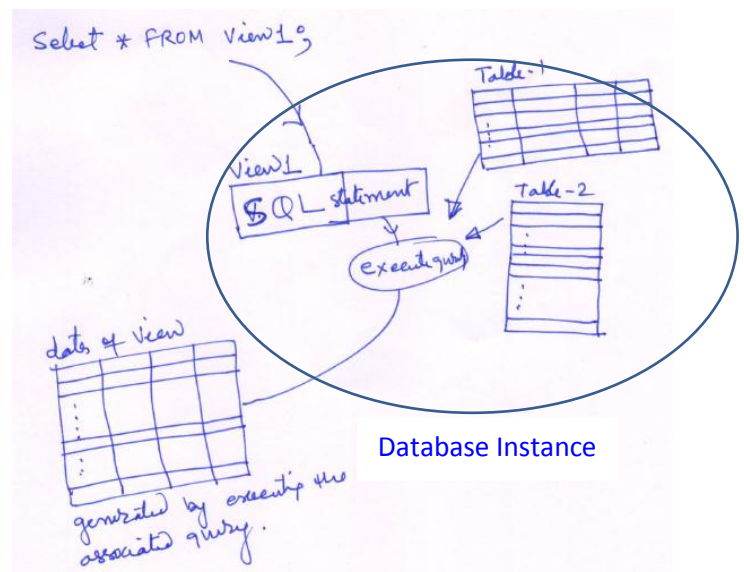 Select * FROM View1;
Table-1
View1
SQL statement
Table-2
execute query
data of View
Database Instance
generated by executing the
associated query.